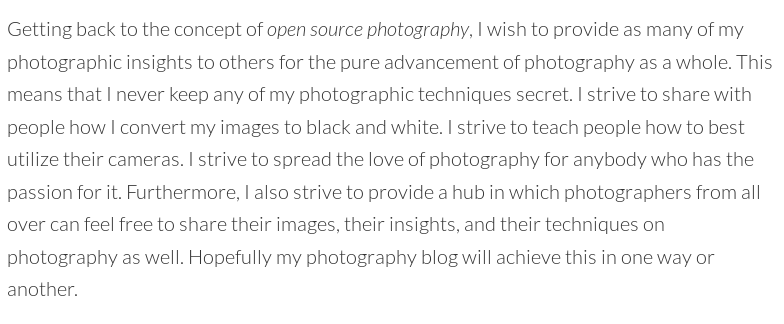 Getting back to the concept of open source photography, I wish to provide as many of my
photographic insights to others for the pure advancement of photography as a whole. This
means that I never keep any of my photographic techniques secret. I strive to share with
people how I convert my images to black and white. I strive to teach people how to best
utilize their cameras. I strive to spread the love of photography for anybody who has the
passion for it. Furthermore, I also strive to provide a hub in which photographers from all
over can feel free to share their images, their insights, and their techniques on
photography as well. Hopefully my photography blog will achieve this in one way or
another.